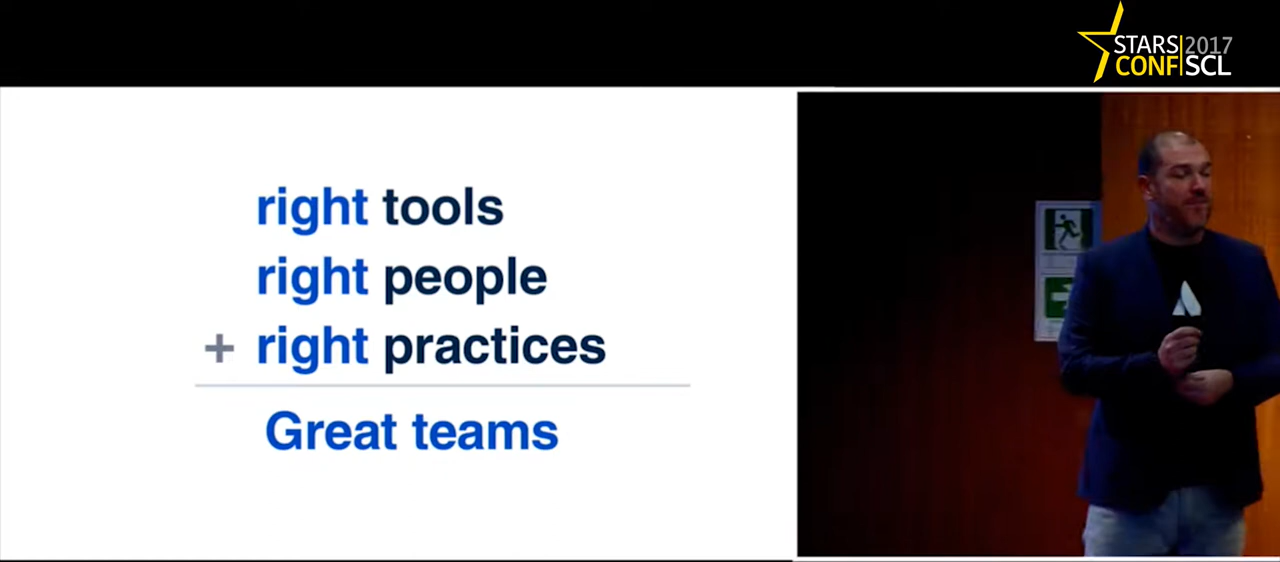 STARS 2017
CONF SCL
right tools
right people
+ right practices
Great teams